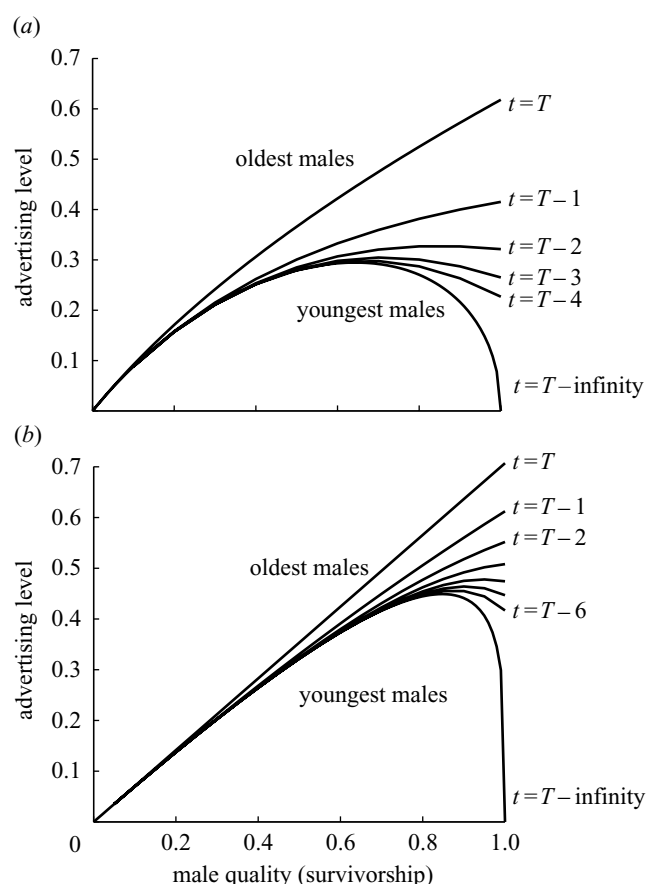 (a)
0.7
0.6
0.5
0.4
0.3
0.2
0.1
advertising level
oldest males
youngest males
t = T
t = T – 1
t = T – 2
t = T – 3
t = T – 4
t = T – infinity
(b)
0.7
0.6
0.5
0.4
0.3
0.2
0.1
0
advertising level
oldest males
youngest males
t = T
t = T – 1
t = T – 2
t = T – 6
t = T – infinity
0.2 0.4 0.6 0.8 1.0
male quality (survivorship)